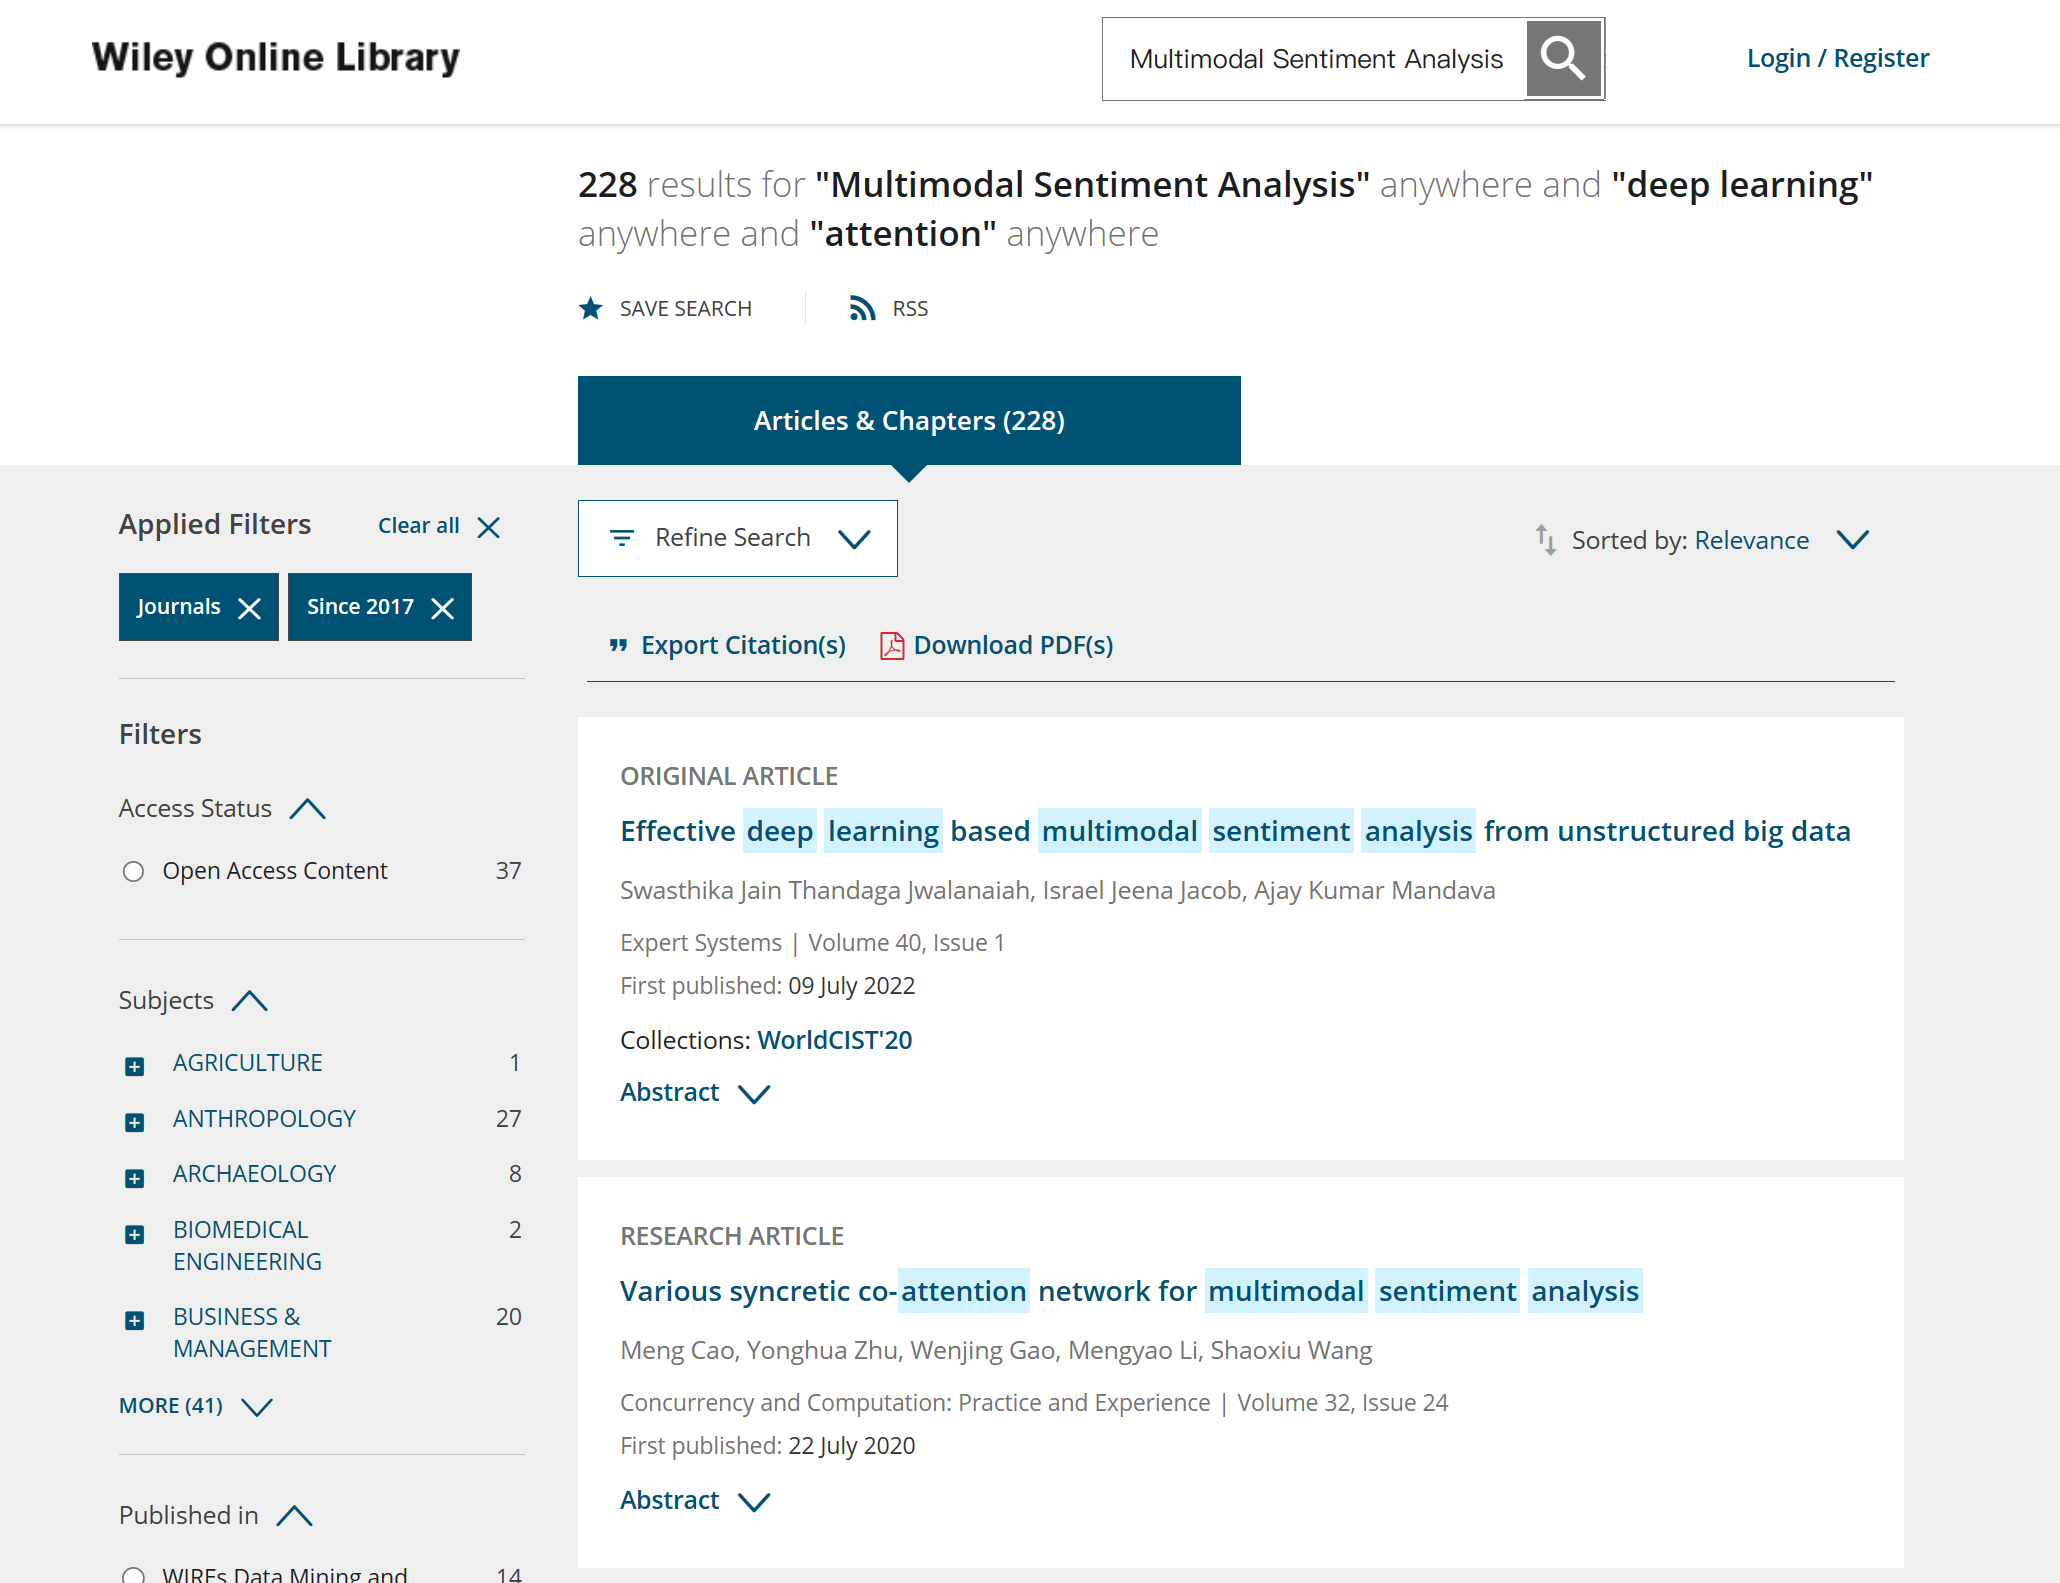 Wiley Online Library
Multimodal Sentiment Analysis
Login / Register
228 results for "Multimodal Sentiment Analysis" anywhere and "deep learning"
anywhere and "attention" anywhere
SAVE SEARCH
RSS
Articles & Chapters (228)
Applied Filters
Clear all
Journals
Since 2017
Filters
Access Status
Open Access Content 37
Subjects
AGRICULTURE 1
ANTHROPOLOGY 27
ARCHAEOLOGY 8
BIOMEDICAL 2
ENGINEERING
BUSINESS & 20
MANAGEMENT
MORE (41)
Published in
WIREs Data Mining and 14
Refine Search
Sorted by: Relevance
Export Citation(s)
Download PDF(s)
ORIGINAL ARTICLE
Effective deep learning based multimodal sentiment analysis from unstructured big data
Swasthika Jain Thandaga Jwalanaiah, Israel Jeena Jacob, Ajay Kumar Mandava
Expert Systems | Volume 40, Issue 1
First published: 09 July 2022
Collections: WorldCIST'20
Abstract
RESEARCH ARTICLE
Various syncretic co-attention network for multimodal sentiment analysis
Meng Cao, Yonghua Zhu, Wenjing Gao, Mengyao Li, Shaoxiu Wang
Concurrency and Computation: Practice and Experience | Volume 32, Issue 24
First published: 22 July 2020
Abstract